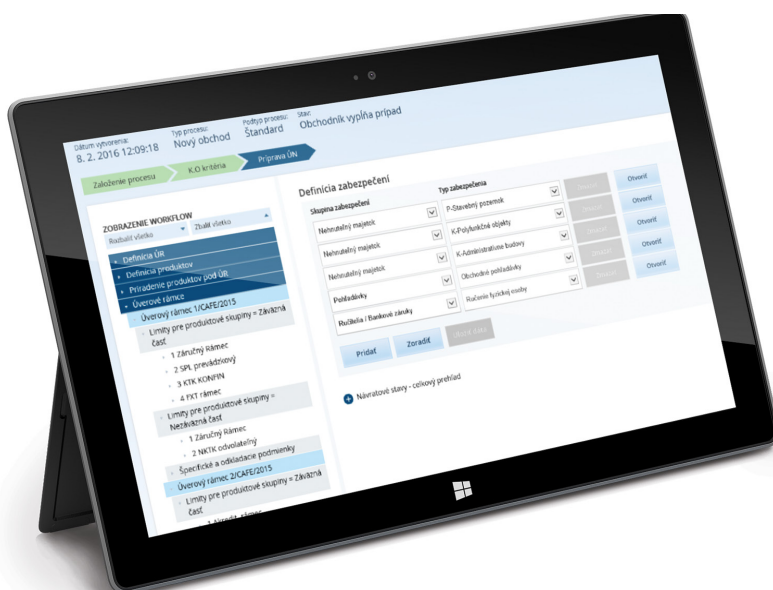 Dátum vytvorenia:
8. 2. 2016 12:09:18
Typ procesu:
Nový obchod
Podtyp procesu:
Štandard
Stav:
Obchodník vypĺňa prípad
Založenie procesu
K.O kritéria
Príprava ÚN
ZOBRAZENIE WORKFLOW
Rozbaliť všetko
Zbaliť všetko
Definícia ÚR
Definícia produktov
Priradenie produktov pod ÚR
Úverové rámce
Úverový rámec 1/CAFE/2015
Limity pre produktové skupiny = Záväzná
časť
1 Záručný Rámec
2 SPL prevádzkový
3 KTK KONFIN
4 FXT rámec
Limity pre produktové skupiny =
Nezáväzná časť
1 Záručný Rámec
2 NKTK odvolateľný
Špecifické a odkladacie podmienky
Úverový rámec 2/CAFE/2015
Limity pre produktové skupiny = Záväzná
časť
Definícia zabezpečení
Skupina zabezpečení
Typ zabezpečenia
Nehnuteľný majetok
P-Stavebný pozemok
Otvoriť
Nehnuteľný majetok
K-Polyfunkčné objekty
Otvoriť
Nehnuteľný majetok
K-Administratívne budovy
Otvoriť
Pohľadávky
Obchodné pohľadávky
Otvoriť
Ručitelia / Bankové záruky
Ručenie fyzickej osoby
Otvoriť
Pridať
Zoradiť
Návratové stavy - celkový prehľad